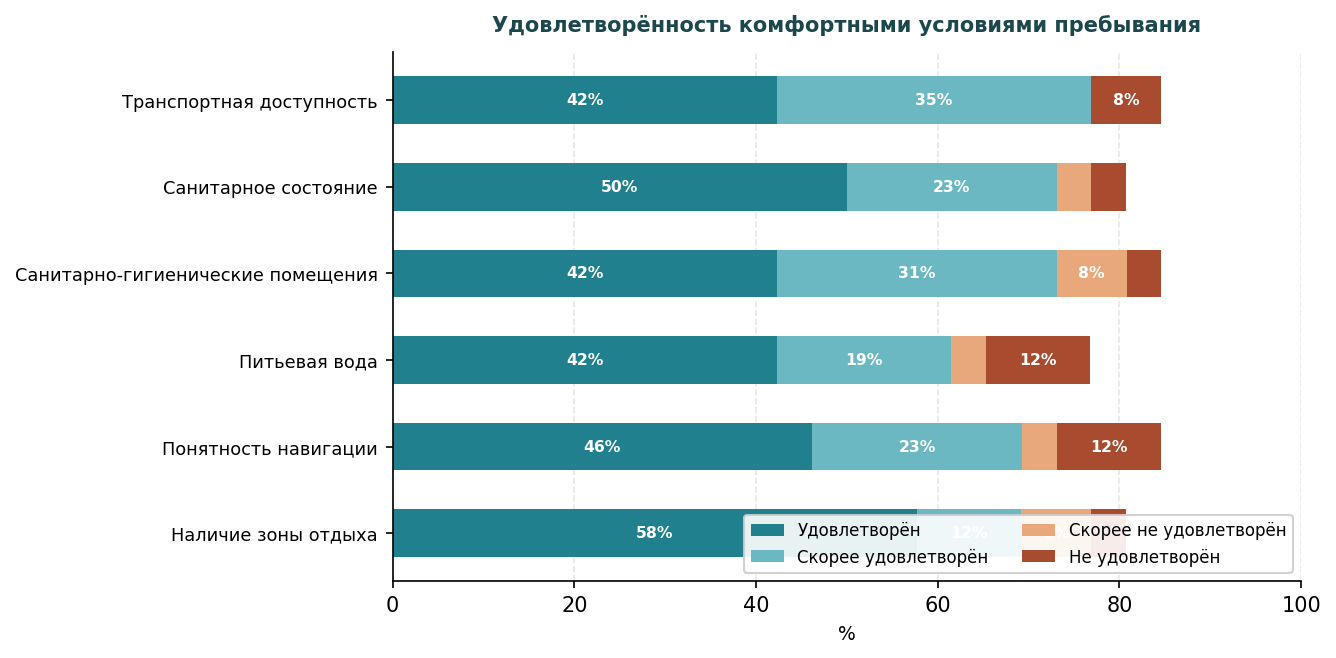 Удовлетворённость комфортными условиями пребывания
Транспортная доступность 42% 35% 8%
Санитарное состояние 50% 23%
Санитарно-гигиенические помещения 42% 31% 8%
Питьевая вода 42% 19% 12%
Понятность навигации 46% 23% 12%
Наличие зоны отдыха 58% 12%
Удовлетворён Скорее не удовлетворён
Скорее удовлетворён Не удовлетворён
0 20 40 60 80 100
%